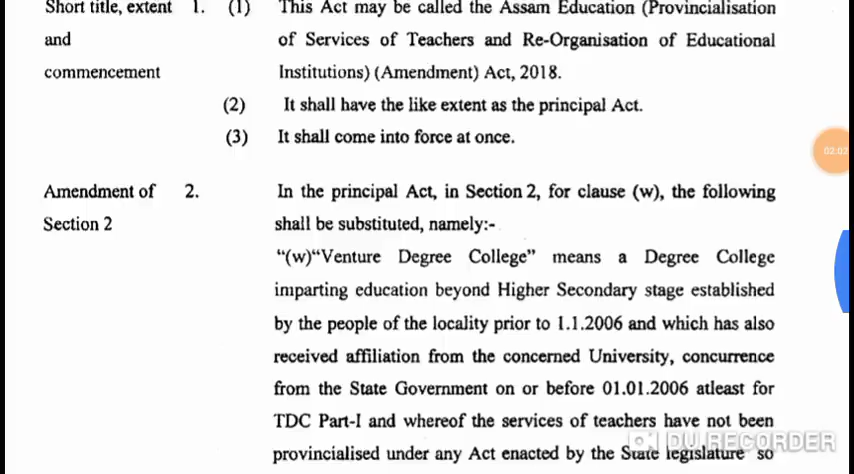 Short title, extent 1. (1) This Act may be called the Assam Education (Provincialisation
and of Services of Teachers and Re-Organisation of Educational
commencement Institutions) (Amendment) Act, 2018.
(2) It shall have the like extent as the principal Act.
(3) It shall come into force at once.
02:03
Amendment of 2. In the principal Act, in Section 2, for clause (w), the following
Section 2 shall be substituted, namely:-
“(w)“Venture Degree College” means a Degree College
imparting education beyond Higher Secondary stage established
by the people of the locality prior to 1.1.2006 and which has also
received affiliation from the concerned University, concurrence
from the State Government on or before 01.01.2006 atleast for
TDC Part-I and whereof the services of teachers have not been
provincialised under any Act enacted by the State legislature so
DU RECORDER